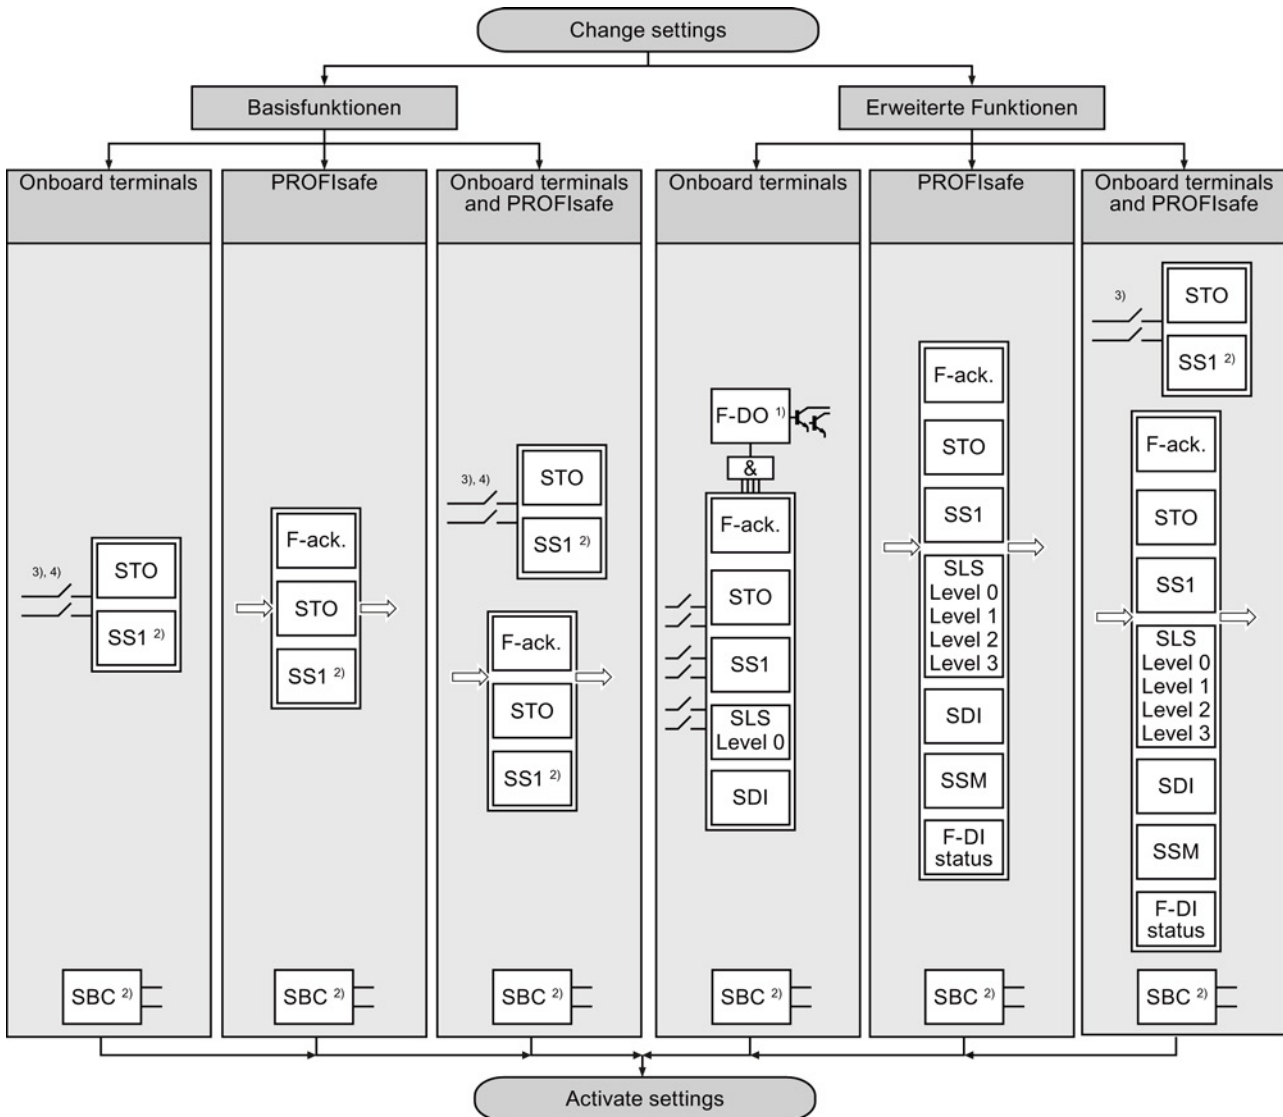 Change settings
Basisfunktionen
Erweiterte Funktionen
Onboard terminals
PROFIsafe
Onboard terminals
and PROFIsafe
Onboard terminals
PROFIsafe
Onboard terminals
and PROFIsafe
3), 4)
STO
SS1 2)
SBC 2)
F-ack.
STO
SS1 2)
SBC 2)
3), 4)
STO
SS1 2)
F-ack.
STO
SS1 2)
SBC 2)
F-DO 1)
&
F-ack.
STO
SS1
SLS
Level 0
SDI
SBC 2)
F-ack.
STO
SS1
SLS
Level 0
Level 1
Level 2
Level 3
SDI
SSM
F-DI
status
SBC 2)
3)
STO
SS1 2)
F-ack.
STO
SS1
SLS
Level 0
Level 1
Level 2
Level 3
SDI
SSM
F-DI
status
SBC 2)
Activate settings